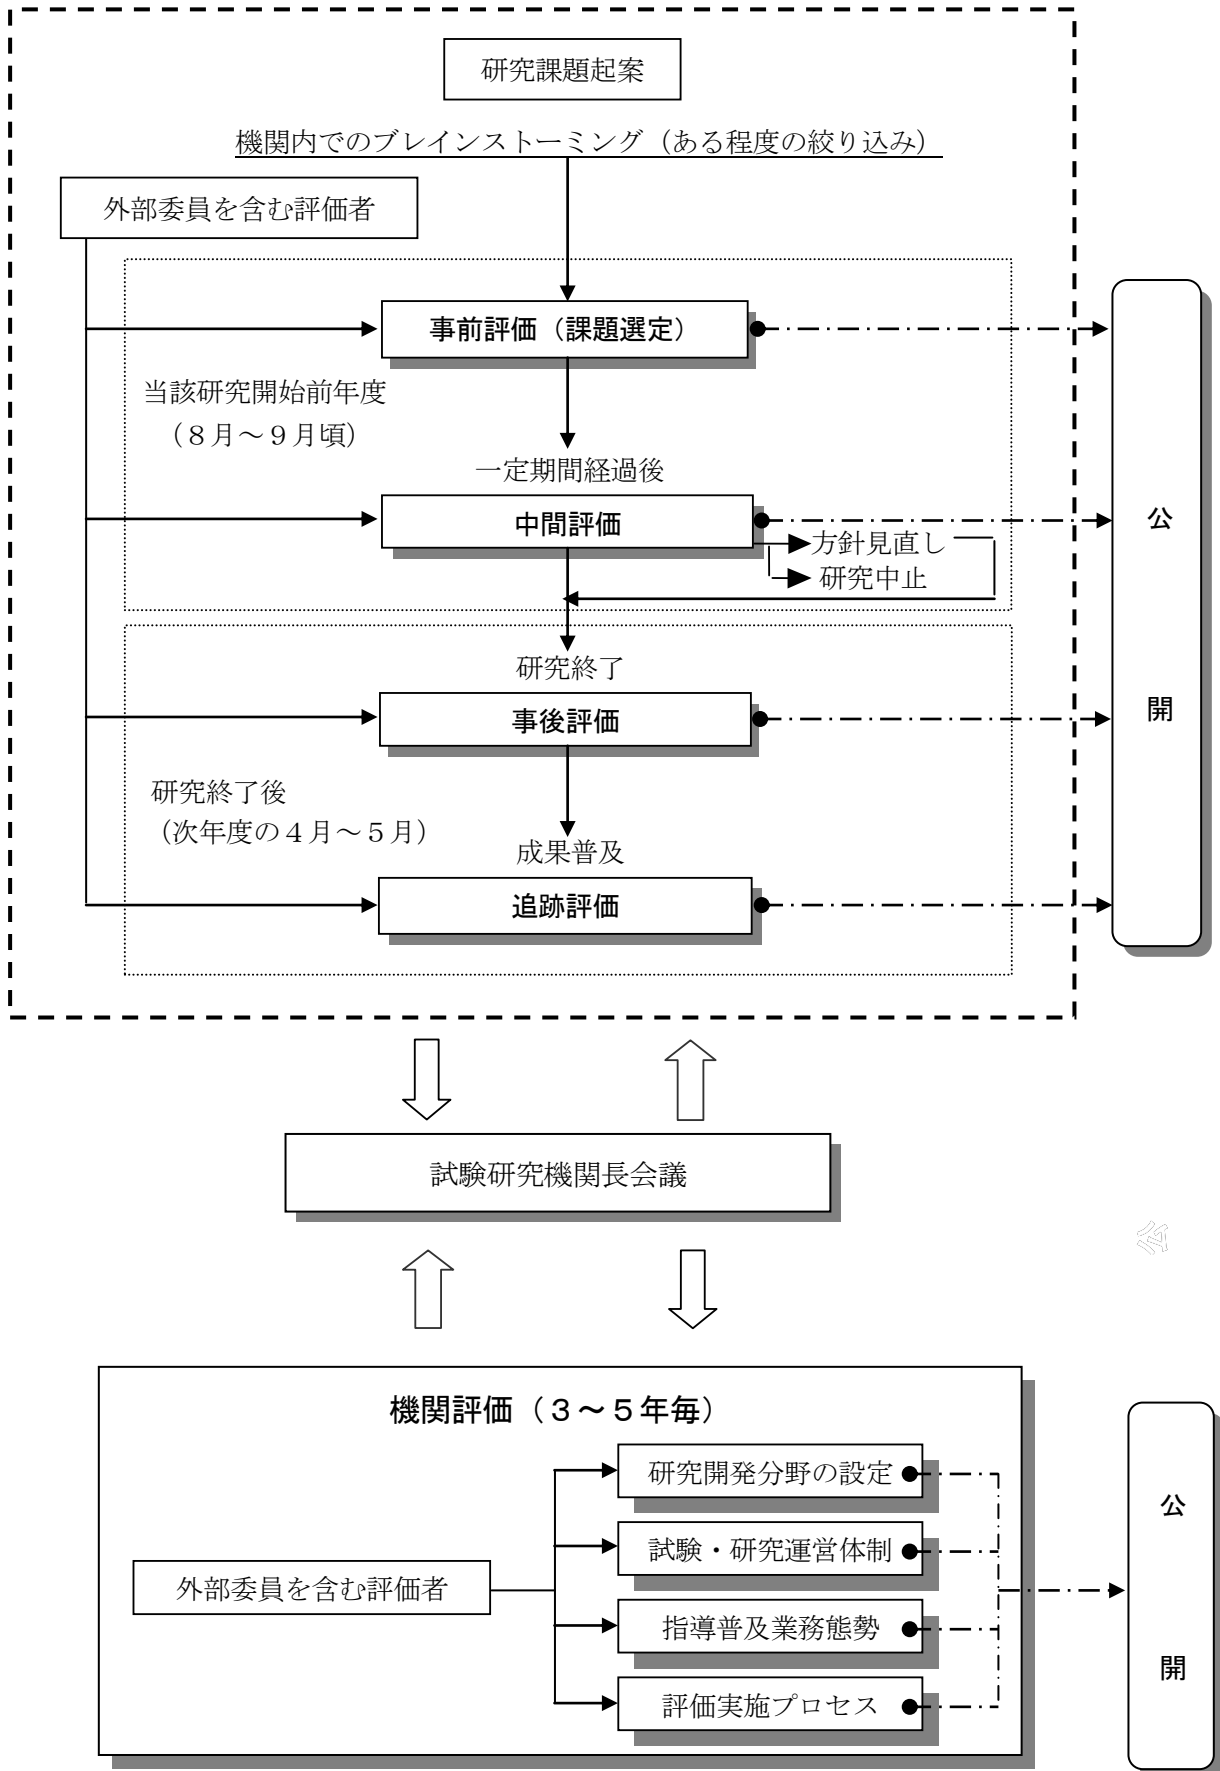 研究課題起案
機関内でのブレインストーミング（ある程度の絞り込み）
外部委員を含む評価者
事前評価（課題選定）
当該研究開始前年度
（８月～９月頃）
一定期間経過後
中間評価
方針見直し
研究中止
研究終了
事後評価
研究終了後
（次年度の４月～５月）
成果普及
追跡評価
公
開
試験研究機関長会議
公
機関評価（３～５年毎）
研究開発分野の設定
試験・研究運営体制
外部委員を含む評価者
指導普及業務態勢
評価実施プロセス
公
開